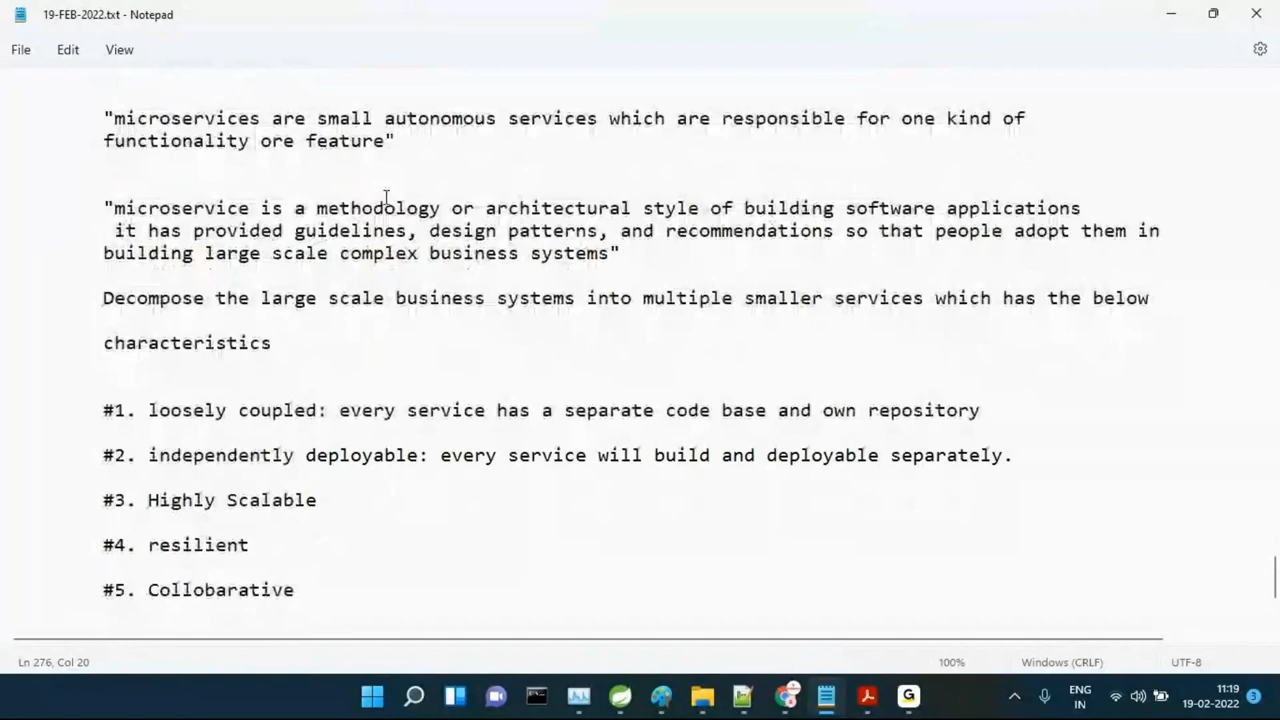 19-FEB-2022.txt - Notepad
File Edit View
"microservices are small autonomous services which are responsible for one kind of
functionality ore feature"
"microservice is a methodology or architectural style of building software applications
it has provided guidelines, design patterns, and recommendations so that people adopt them in
building large scale complex business systems"
Decompose the large scale business systems into multiple smaller services which has the below
characteristics
#1. loosely coupled: every service has a separate code base and own repository
#2. independently deployable: every service will build and deployable separately.
#3. Highly Scalable
#4. resilient
#5. Collobarative
Ln 276, Col 20 100% Windows (CRLF) UTF-8
ENG 11:19
IN 19-02-2022 3
G